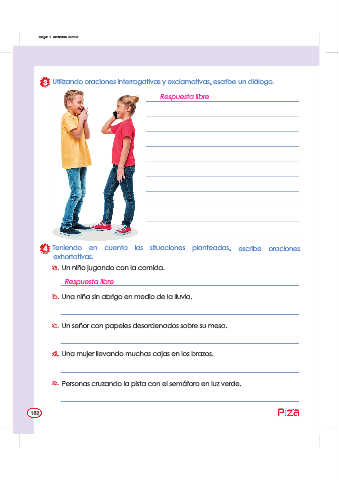 3 Utilizando oraciones interrogativas y exclamativas, escribe un diálogo.
Respuesta libre
4 Teniendo en cuenta las situaciones planteadas, escribe oraciones
exhortativas.
a. Un niño jugando con la comida.
Respuesta libre
b. Una niña sin abrigo en medio de la lluvia.
c. Un señor con papeles desordenados sobre su mesa.
d. Una mujer llevando muchas cajas en los brazos.
e. Personas cruzando la pista con el semáforo en luz verde.
182
PIZA